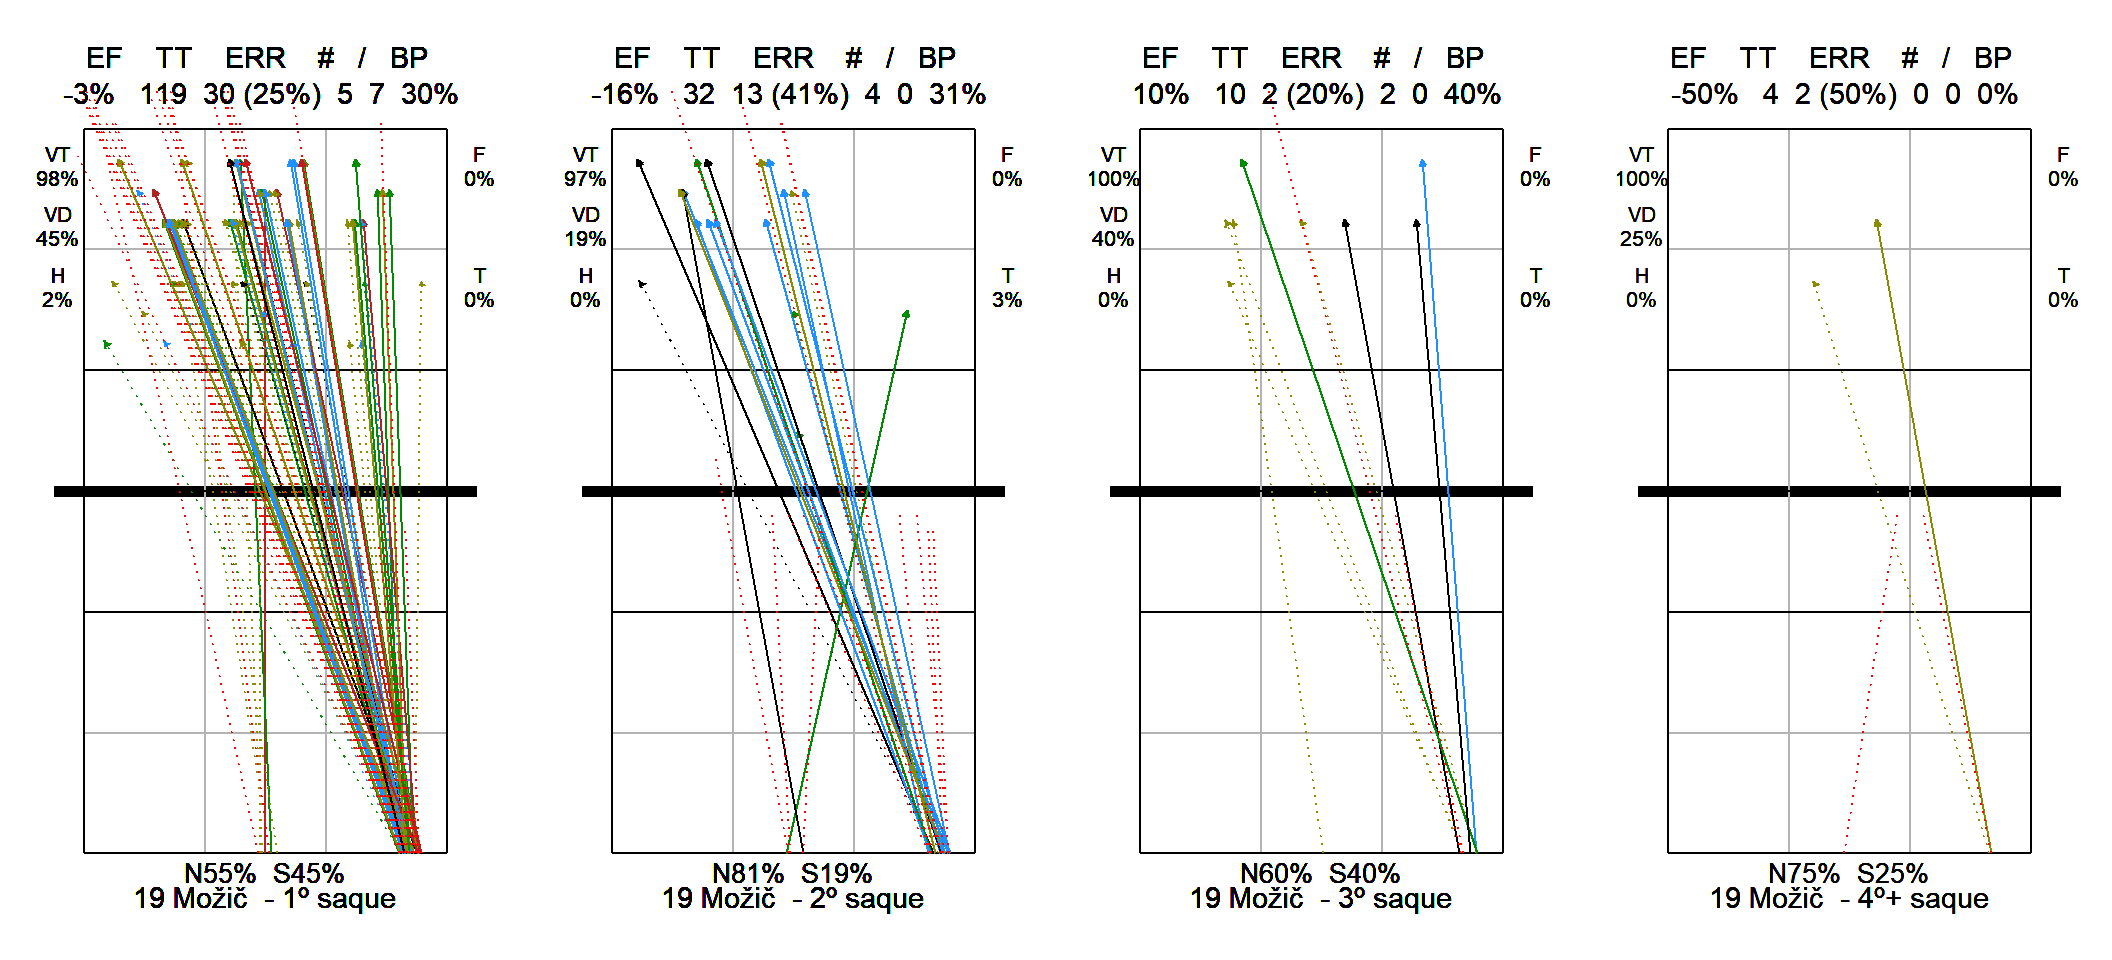 EF TT ERR # / BP
-3% 119 30 (25%) 5 7 30%
VT
98%
VD
45%
H
2%
F
0%
T
0%
N55% S45%
19 Možič - 1º saque
EF TT ERR # / BP
-16% 32 13 (41%) 4 0 31%
VT
97%
VD
19%
H
0%
F
0%
T
3%
N81% S19%
19 Možič - 2º saque
EF TT ERR # / BP
10% 10 2 (20%) 2 0 40%
VT
100%
VD
40%
H
0%
F
0%
T
0%
N60% S40%
19 Možič - 3º saque
EF TT ERR # / BP
-50% 4 2 (50%) 0 0 0%
VT
100%
VD
25%
H
0%
F
0%
T
0%
N75% S25%
19 Možič - 4º+ saque